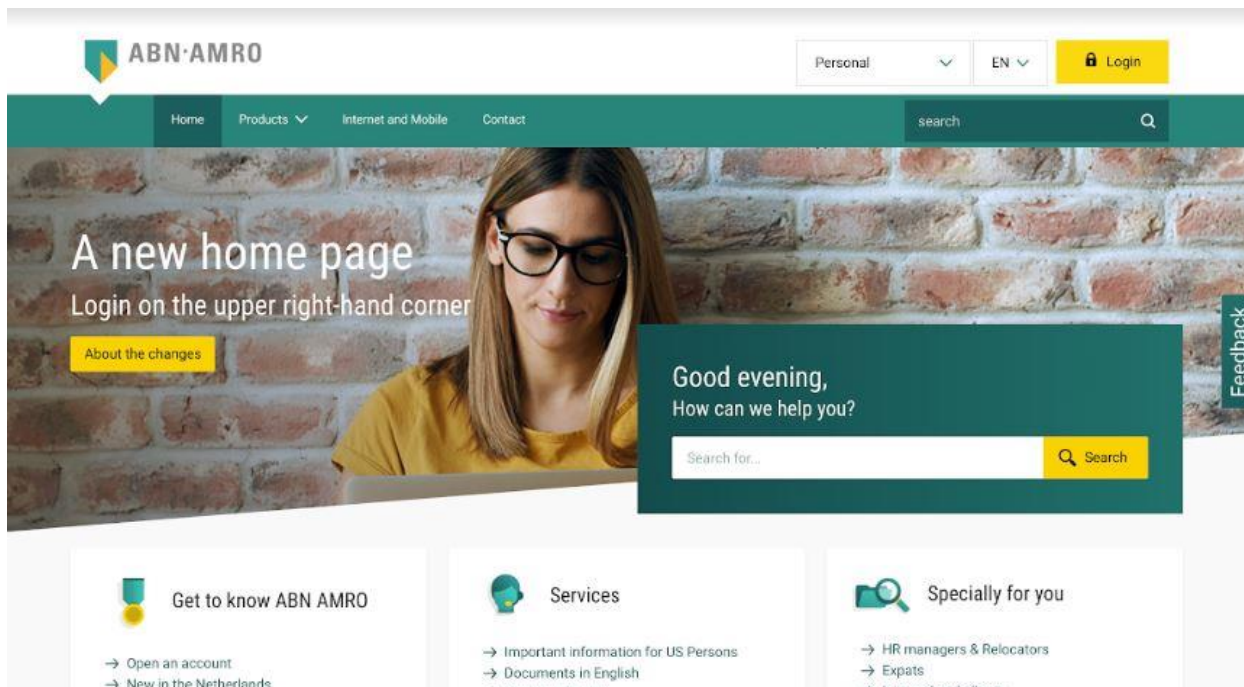 ABN·AMRO
Personal
EN
Login
Home
Products
Internet and Mobile
Contact
search
A new home page
Login on the upper right-hand corner
About the changes
Feedback
Good evening,
How can we help you?
Search for...
Search
Get to know ABN AMRO
Open an account
New in the Netherlands
Services
Important information for US Persons
Documents in English
Specially for you
HR managers & Relocators
Expats